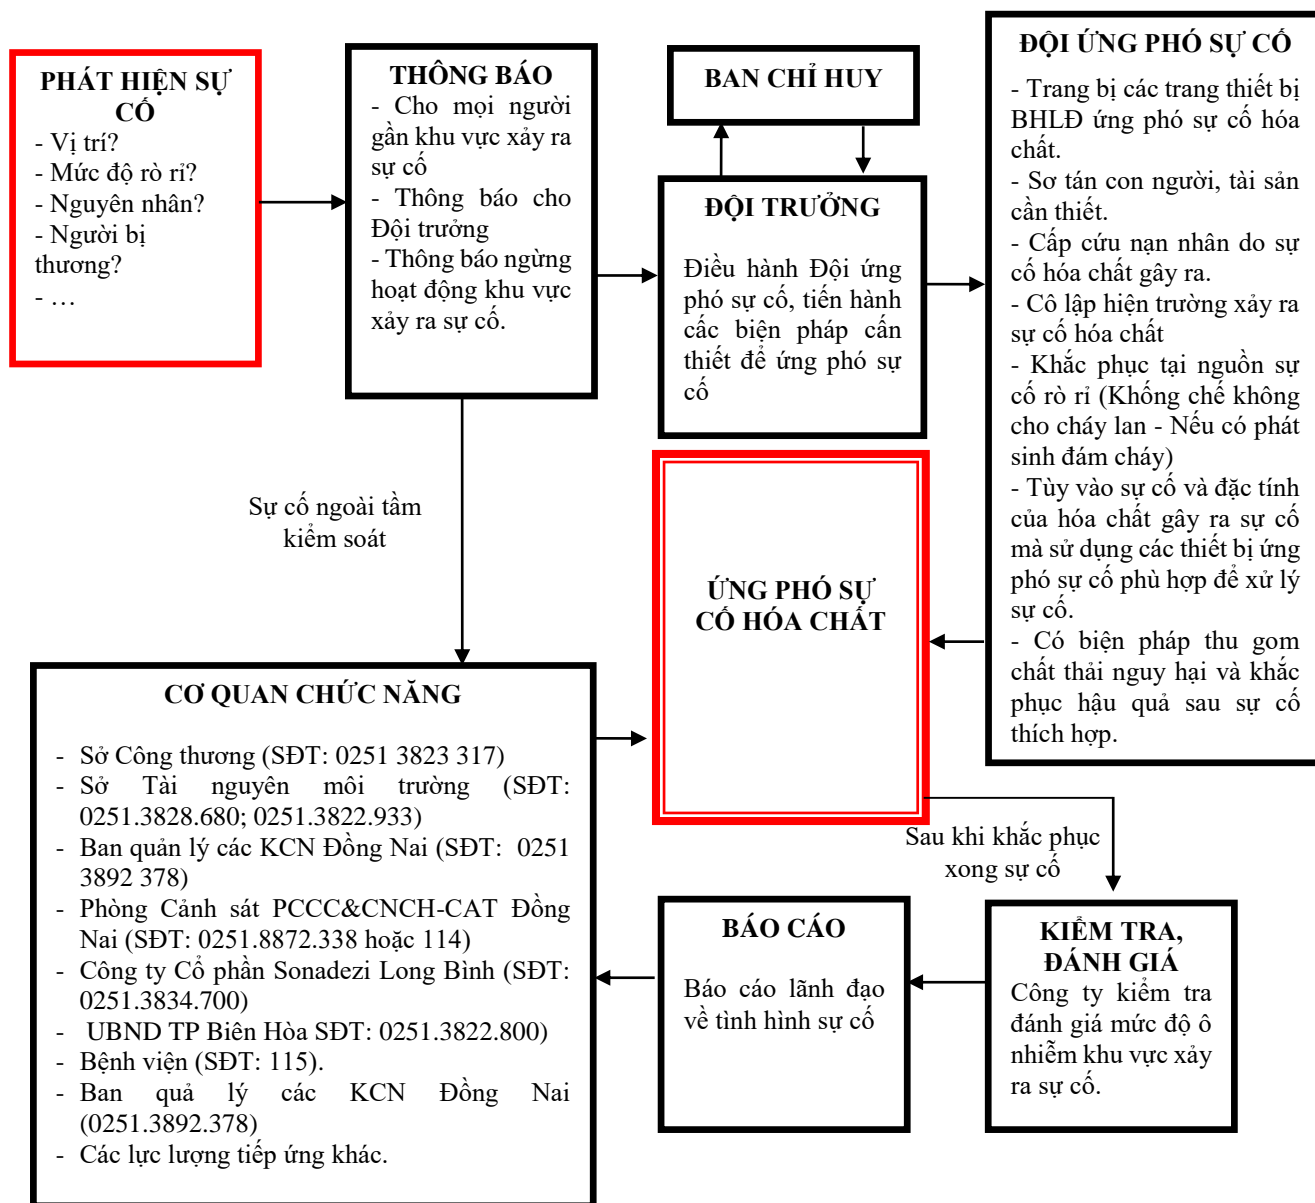 PHÁT HIỆN SỰ
CỐ
- Vị trí?
- Mức độ rò rỉ?
- Nguyên nhân?
- Người bị
thương?
- …
THÔNG BÁO
- Cho mọi người
gần khu vực xảy ra
sự cố
- Thông báo cho
Đội trưởng
- Thông báo ngừng
hoạt động khu vực
xảy ra sự cố.
BAN CHỈ HUY
ĐỘI TRƯỞNG
Điều hành Đội ứng
phó sự cố, tiến hành
cấc biện pháp cấn
thiết để ứng phó sự
cố
ĐỘI ỨNG PHÓ SỰ CỐ
- Trang bị các trang thiết bị
BHLĐ ứng phó sự cố hóa
chất.
- Sơ tán con người, tài sản
cần thiết.
- Cấp cứu nạn nhân do sự
cố hóa chất gây ra.
- Cô lập hiện trường xảy ra
sự cố hóa chất
- Khắc phục tại nguồn sự
cố rò rỉ (Khống chế không
cho cháy lan - Nếu có phát
sinh đám cháy)
- Tùy vào sự cố và đặc tính
của hóa chất gây ra sự cố
mà sử dụng các thiết bị ứng
phó sự cố phù hợp để xử lý
sự cố.
- Có biện pháp thu gom
chất thải nguy hại và khắc
phục hậu quả sau sự cố
thích hợp.
Sự cố ngoài tầm
kiểm soát
ỨNG PHÓ SỰ
CỐ HÓA CHẤT
CƠ QUAN CHỨC NĂNG
- Sở Công thương (SĐT: 0251 3823 317)
- Sở Tài nguyên môi trường (SĐT:
0251.3828.680; 0251.3822.933)
- Ban quản lý các KCN Đồng Nai (SĐT: 0251
3892 378)
- Phòng Cảnh sát PCCC&CNCH-CAT Đồng
Nai (SĐT: 0251.8872.338 hoặc 114)
- Công ty Cổ phần Sonadezi Long Bình (SĐT:
0251.3834.700)
- UBND TP Biên Hòa SĐT: 0251.3822.800)
- Bệnh viện (SĐT: 115).
- Ban quả lý các KCN Đồng Nai
(0251.3892.378)
- Các lực lượng tiếp ứng khác.
Sau khi khắc phục
xong sự cố
BÁO CÁO
Báo cáo lãnh đạo
về tình hình sự cố
KIỂM TRA,
ĐÁNH GIÁ
Công ty kiểm tra
đánh giá mức độ ô
nhiễm khu vực xảy
ra sự cố.